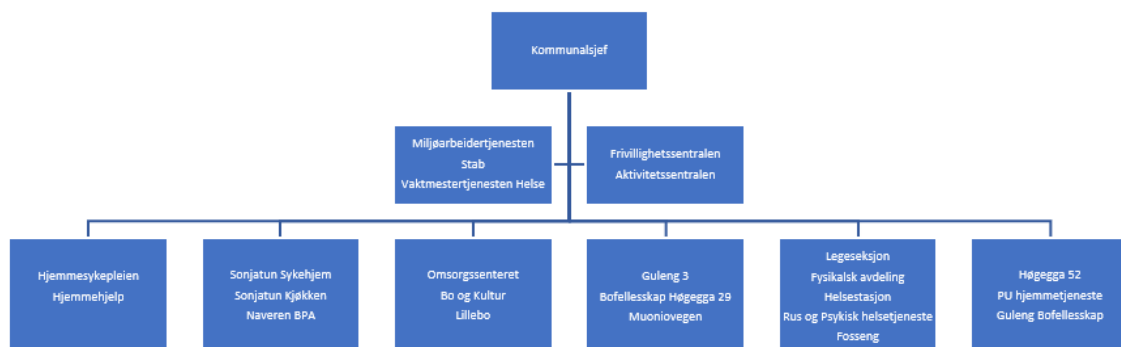 Kommunalsjef
Miljøarbeidertjenesten
Stab
Vaktmestertjenesten Helse
Frivillighetssentralen
Aktivitetssentralen
Hjemmesykepleien
Hjemmehjelp
Sonjatun Sykehjem
Sonjatun Kjøkken
Naveren BPA
Omsorgssenteret
Bo og Kultur
Lillebo
Guleng 3
Bofellesskap Høgegga 29
Muoniovegen
Legeseksjon
Fysikalsk avdeling
Helsestasjon
Rus og Psykisk helsetjeneste
Fosseng
Høgegga 52
PU hjemmetjeneste
Guleng Bofellesskap